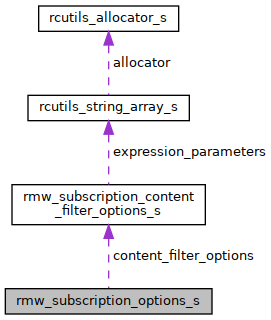 rcutils_allocator_s
allocator
rcutils_string_array_s
expression_parameters
rmw_subscription_content
_filter_options_s
content_filter_options
rmw_subscription_options_s